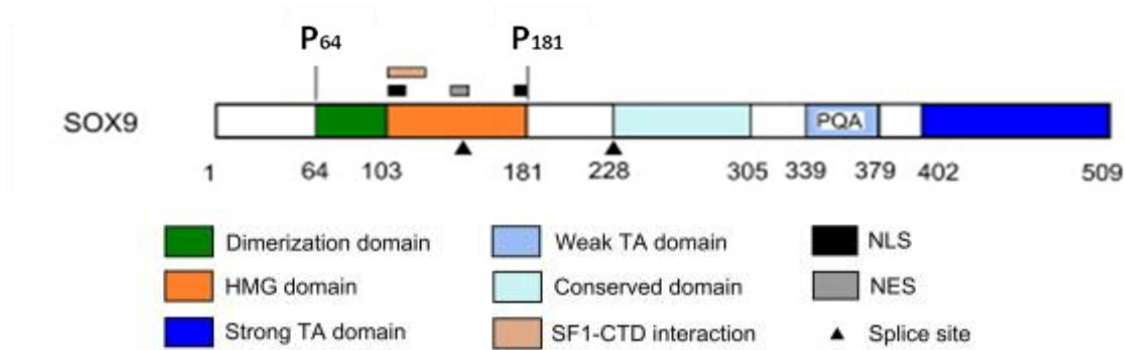 P64 P181
SOX9 PQA
1 64 103 181 228 305 339 379 402 509
Dimerization domain Weak TA domain NLS
HMG domain Conserved domain NES
Strong TA domain SF1-CTD interaction Splice site